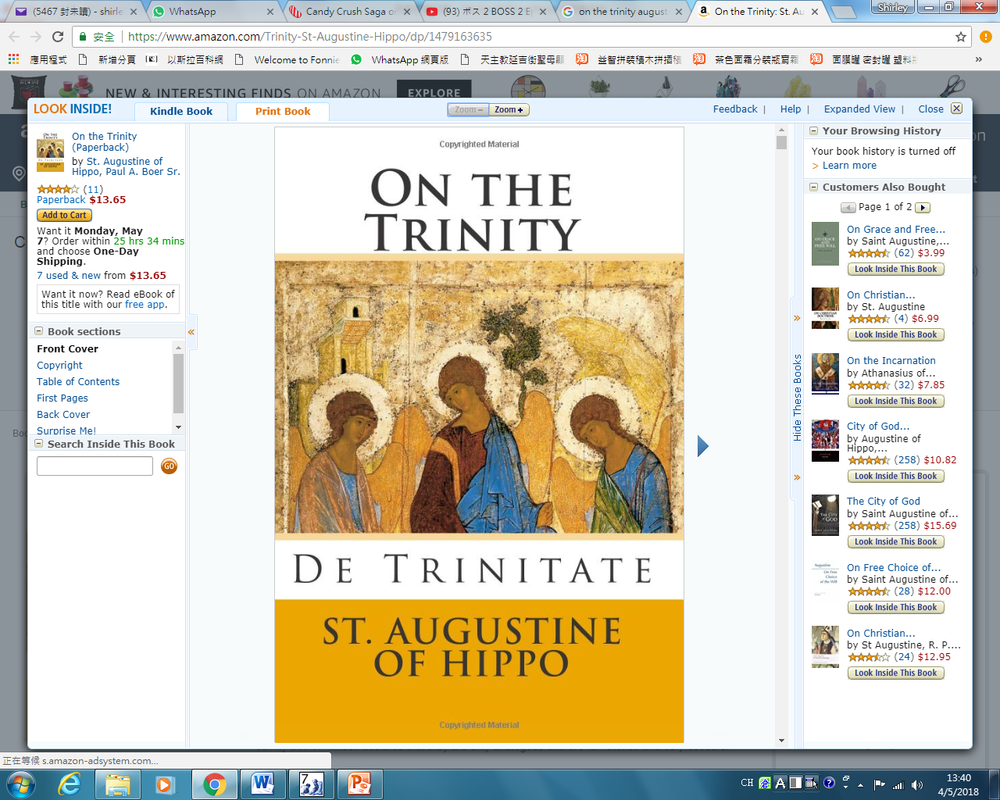 (5467 封未讀) - shirle
WhatsApp
Candy Crush Saga o
(93) ボス 2 BOSS 2 E
on the trinity august
On the Trinity: St. Au
Shirley
安全
https://www.amazon.com/Trinity-St-Augustine-Hippo/dp/1479163635
應用程式
新增分頁
以斯拉百科網
Welcome to Fonnie
WhatsApp 網頁版
天主教延吉街聖母顯
益智拼裝積木拼插積
茶色面霜分裝瓶膏霜
面膜罐 密封罐 塑料
NEW & INTERESTING FINDS ON AMAZON
EXPLORE
LOOK INSIDE!
Kindle Book
Print Book
Zoom −
Zoom +
Feedback |
Help |
Expanded View |
Close
On the Trinity
(Paperback)
by St. Augustine of
Hippo, Paul A. Boer Sr.
(11)
Paperback $13.65
Add to Cart
Want it Monday, May
7? Order within 25 hrs 34 mins
and choose One-Day
Shipping.
7 used & new from $13.65
Want it now? Read eBook of
this title with our free app.
Book sections
Front Cover
Copyright
Table of Contents
First Pages
Back Cover
Surprise Me!
Search Inside This Book
GO
Copyrighted Material
ON THE
TRINITY
DE TRINITATE
ST. AUGUSTINE
OF HIPPO
Copyrighted Material
Hide These Books
Your Browsing History
Your book history is turned off
> Learn more
Customers Also Bought
Page 1 of 2
On Grace and Free...
by Saint Augustine,...
(62) $3.99
Look Inside This Book
On Christian...
by St. Augustine
(4) $6.99
Look Inside This Book
On the Incarnation
by Athanasius of...
(32) $7.85
Look Inside This Book
City of God...
by Augustine of
Hippo,...
(258) $10.82
Look Inside This Book
The City of God
by Saint Augustine of...
(258) $15.69
Look Inside This Book
On Free Choice of...
by Saint Augustine of...
(28) $12.00
Look Inside This Book
On Christian...
by St Augustine, R. P....
(24) $12.95
Look Inside This Book
正在等候 s.amazon-adsystem.com...
CH
13:40
4/5/2018